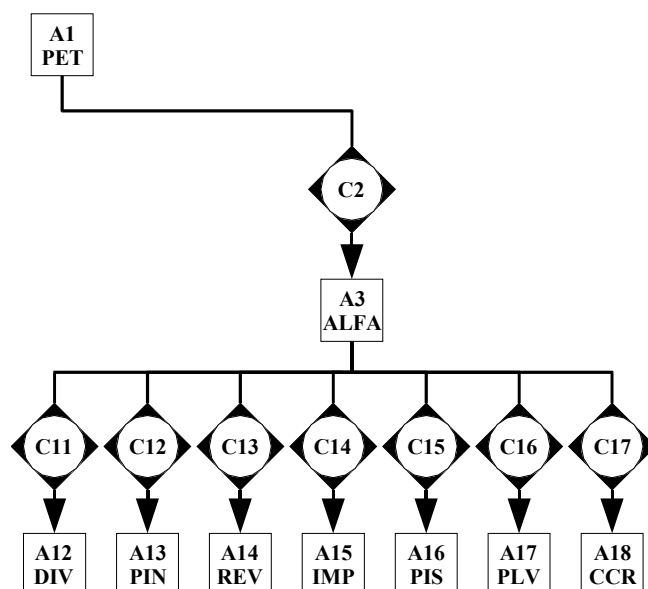 A1
PET
C2
A3
ALFA
C11 C12 C13 C14 C15 C16 C17
A12 A13 A14 A15 A16 A17 A18
DIV PIN REV IMP PIS PLV CCR